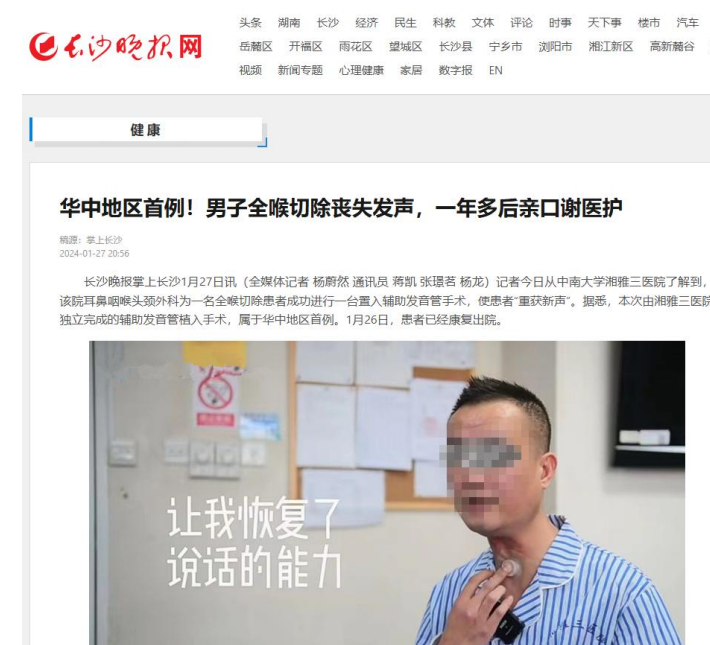 长沙晚报网
头条 湖南 长沙 经济 民生 科教 文体 评论 时事 天下事 楼市 汽车
岳麓区 开福区 雨花区 望城区 长沙县 宁乡市 浏阳市 湘江新区 高新麓谷
视频 新闻专题 心理健康 家居 数字报 EN
健康
华中地区首例！男子全喉切除丧失发声，一年多后亲口谢医护
稿源：掌上长沙
2024-01-27 20:56
长沙晚报掌上长沙1月27日讯（全媒体记者 杨蔚然 通讯员 蒋凯 张璟茗 杨龙）记者今日从中南大学湘雅三医院了解到，
该院耳鼻咽喉头颈外科为一名全喉切除患者成功进行一台置入辅助发音管手术，使患者“重获新声”。据悉，本次由湘雅三医院
独立完成的辅助发音管植入手术，属于华中地区首例。1月26日，患者已经康复出院。
让我恢复了
说话的能力